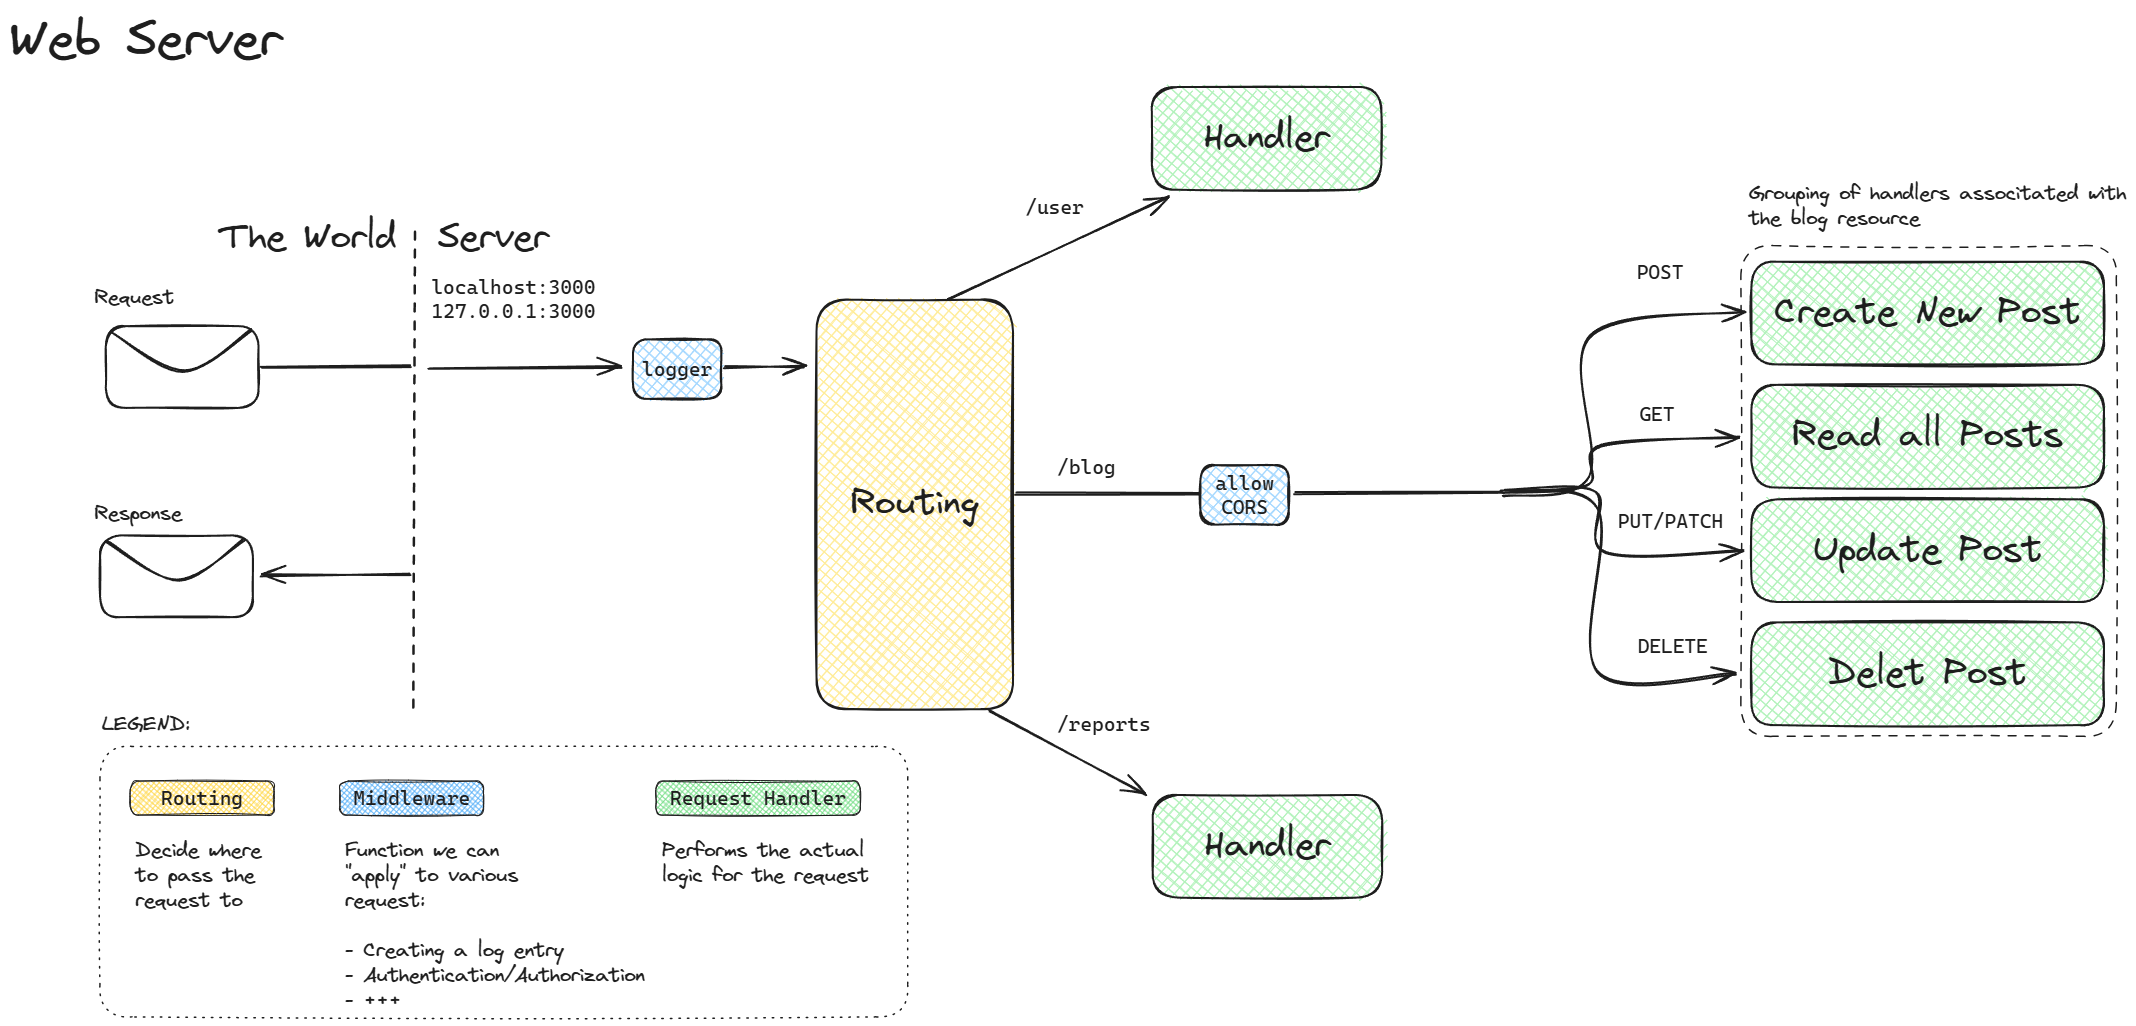 Web Server
The World
Server
localhost:3000
127.0.0.1:3000
Request
logger
Response
Routing
/user
Handler
/blog
allow
CORS
/reports
Handler
Grouping of handlers associtated with
the blog resource
POST
Create New Post
GET
Read all Posts
PUT/PATCH
Update Post
DELETE
Delet Post
LEGEND:
Routing
Decide where
to pass the
request to
Middleware
Function we can
"apply" to various
request:
- Creating a log entry
- Authentication/Authorization
- +++
Request Handler
Performs the actual
logic for the request